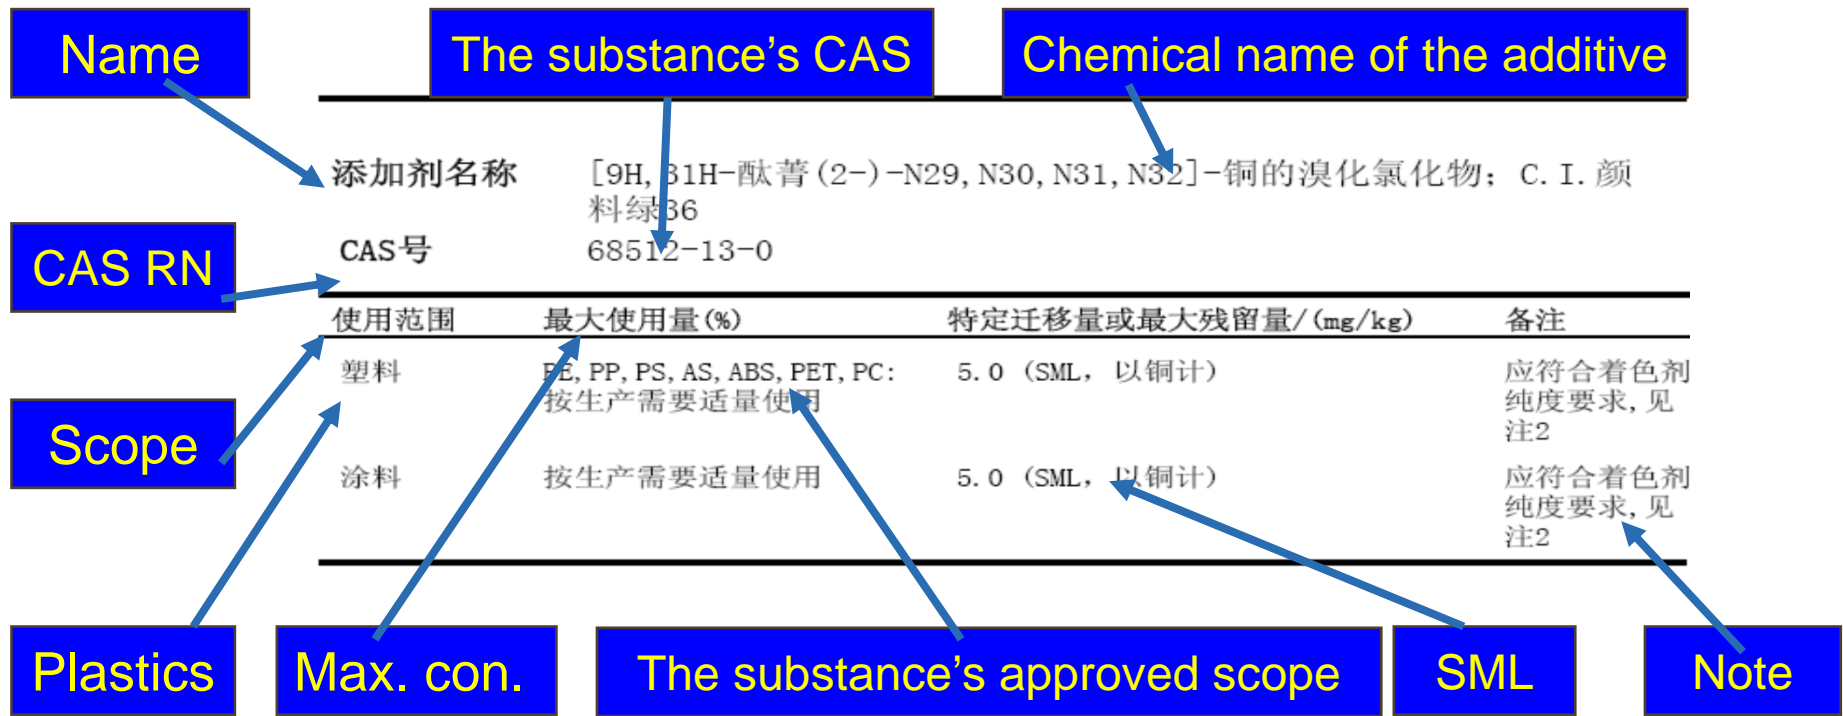 Name
The substance’s CAS
Chemical name of the additive
添加剂名称 [9H,31H-酞菁(2-)-N29,N30,N31,N32]-铜的溴化氯化物；C.I.颜
料绿36
CAS RN
CAS号 68512-13-0
使用范围 最大使用量(%) 特定迁移量或最大残留量/(mg/kg) 备注
塑料 PE,PP,PS,AS,ABS,PET,PC: 5.0 (SML，以铜计) 应符合着色剂
按生产需要适量使用 纯度要求,见
注2
Scope
涂料 按生产需要适量使用 5.0 (SML，以铜计) 应符合着色剂
纯度要求,见
注2
Plastics
Max. con.
The substance’s approved scope
SML
Note